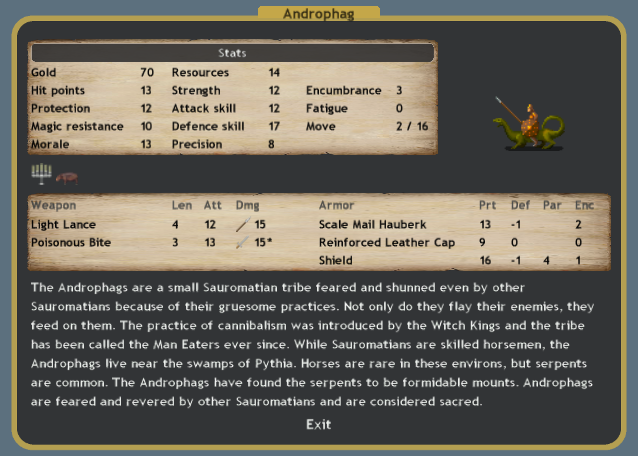 Androphag
Stats
Gold 70 Resources 14
Hit points 13 Strength 12 Encumbrance 3
Protection 12 Attack skill 12 Fatigue 0
Magic resistance 10 Defence skill 17 Move 2 / 16
Morale 13 Precision 8
Weapon Len Att Dmg Armor Prt Def Par Enc
Light Lance 4 12 15 Scale Mail Hauberk 13 -1 2
Poisonous Bite 3 13 15* Reinforced Leather Cap 9 0 0
Shield 16 -1 4 1
The Androphags are a small Sauromatian tribe feared and shunned even by other
Sauromatians because of their gruesome practices. Not only do they flay their enemies, they
feed on them. The practice of cannibalism was introduced by the Witch Kings and the tribe
has been called the Man Eaters ever since. While Sauromatians are skilled horsemen, the
Androphags live near the swamps of Pythia. Horses are rare in these environs, but serpents
are common. The Androphags have found the serpents to be formidable mounts. Androphags
are feared and revered by other Sauromatians and are considered sacred.
Exit